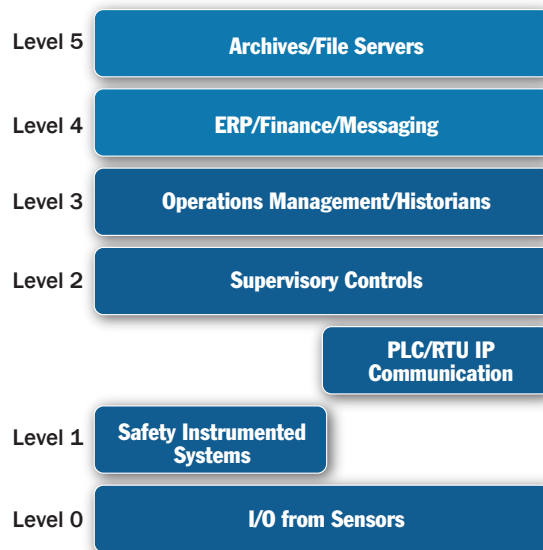 Level 5
Archives/File Servers
Level 4
ERP/Finance/Messaging
Level 3
Operations Management/Historians
Level 2
Supervisory Controls
PLC/RTU IP
Communication
Level 1
Safety Instrumented
Systems
Level 0
I/O from Sensors